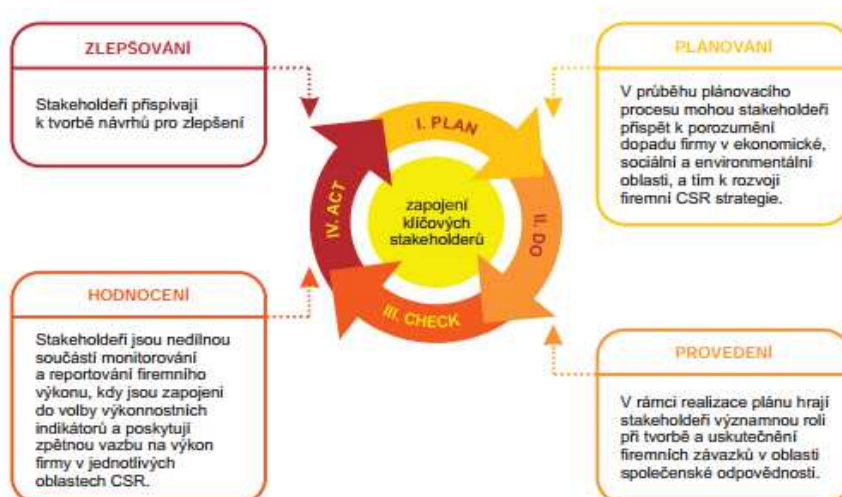 ZLEPŠOVÁNÍ
Stakeholdeři přispívají
k tvorbě návrhů pro zlepšení
PLÁNOVÁNÍ
V průběhu plánovacího
procesu mohou stakeholdeři
přispět k porozumění
dopadu firmy v ekonomické,
sociální a environmentální
oblasti, a tím k rozvoji
firemní CSR strategie.
I. PLAN
II. DO
III. CHECK
IV. ACT
zapojení
klíčových
stakeholderů
HODNOCENÍ
Stakeholdeři jsou nedílnou
součástí monitorování
a reportování firemního
výkonu, kdy jsou zapojeni
do volby výkonnostních
indikátorů a poskytují
zpětnou vazbu na výkon
firmy v jednotlivých
oblastech CSR.
PROVEDENÍ
V rámci realizace plánu hrají
stakeholdeři významnou roli
při tvorbě a uskutečnění
firemních závazků v oblasti
společenské odpovědnosti.